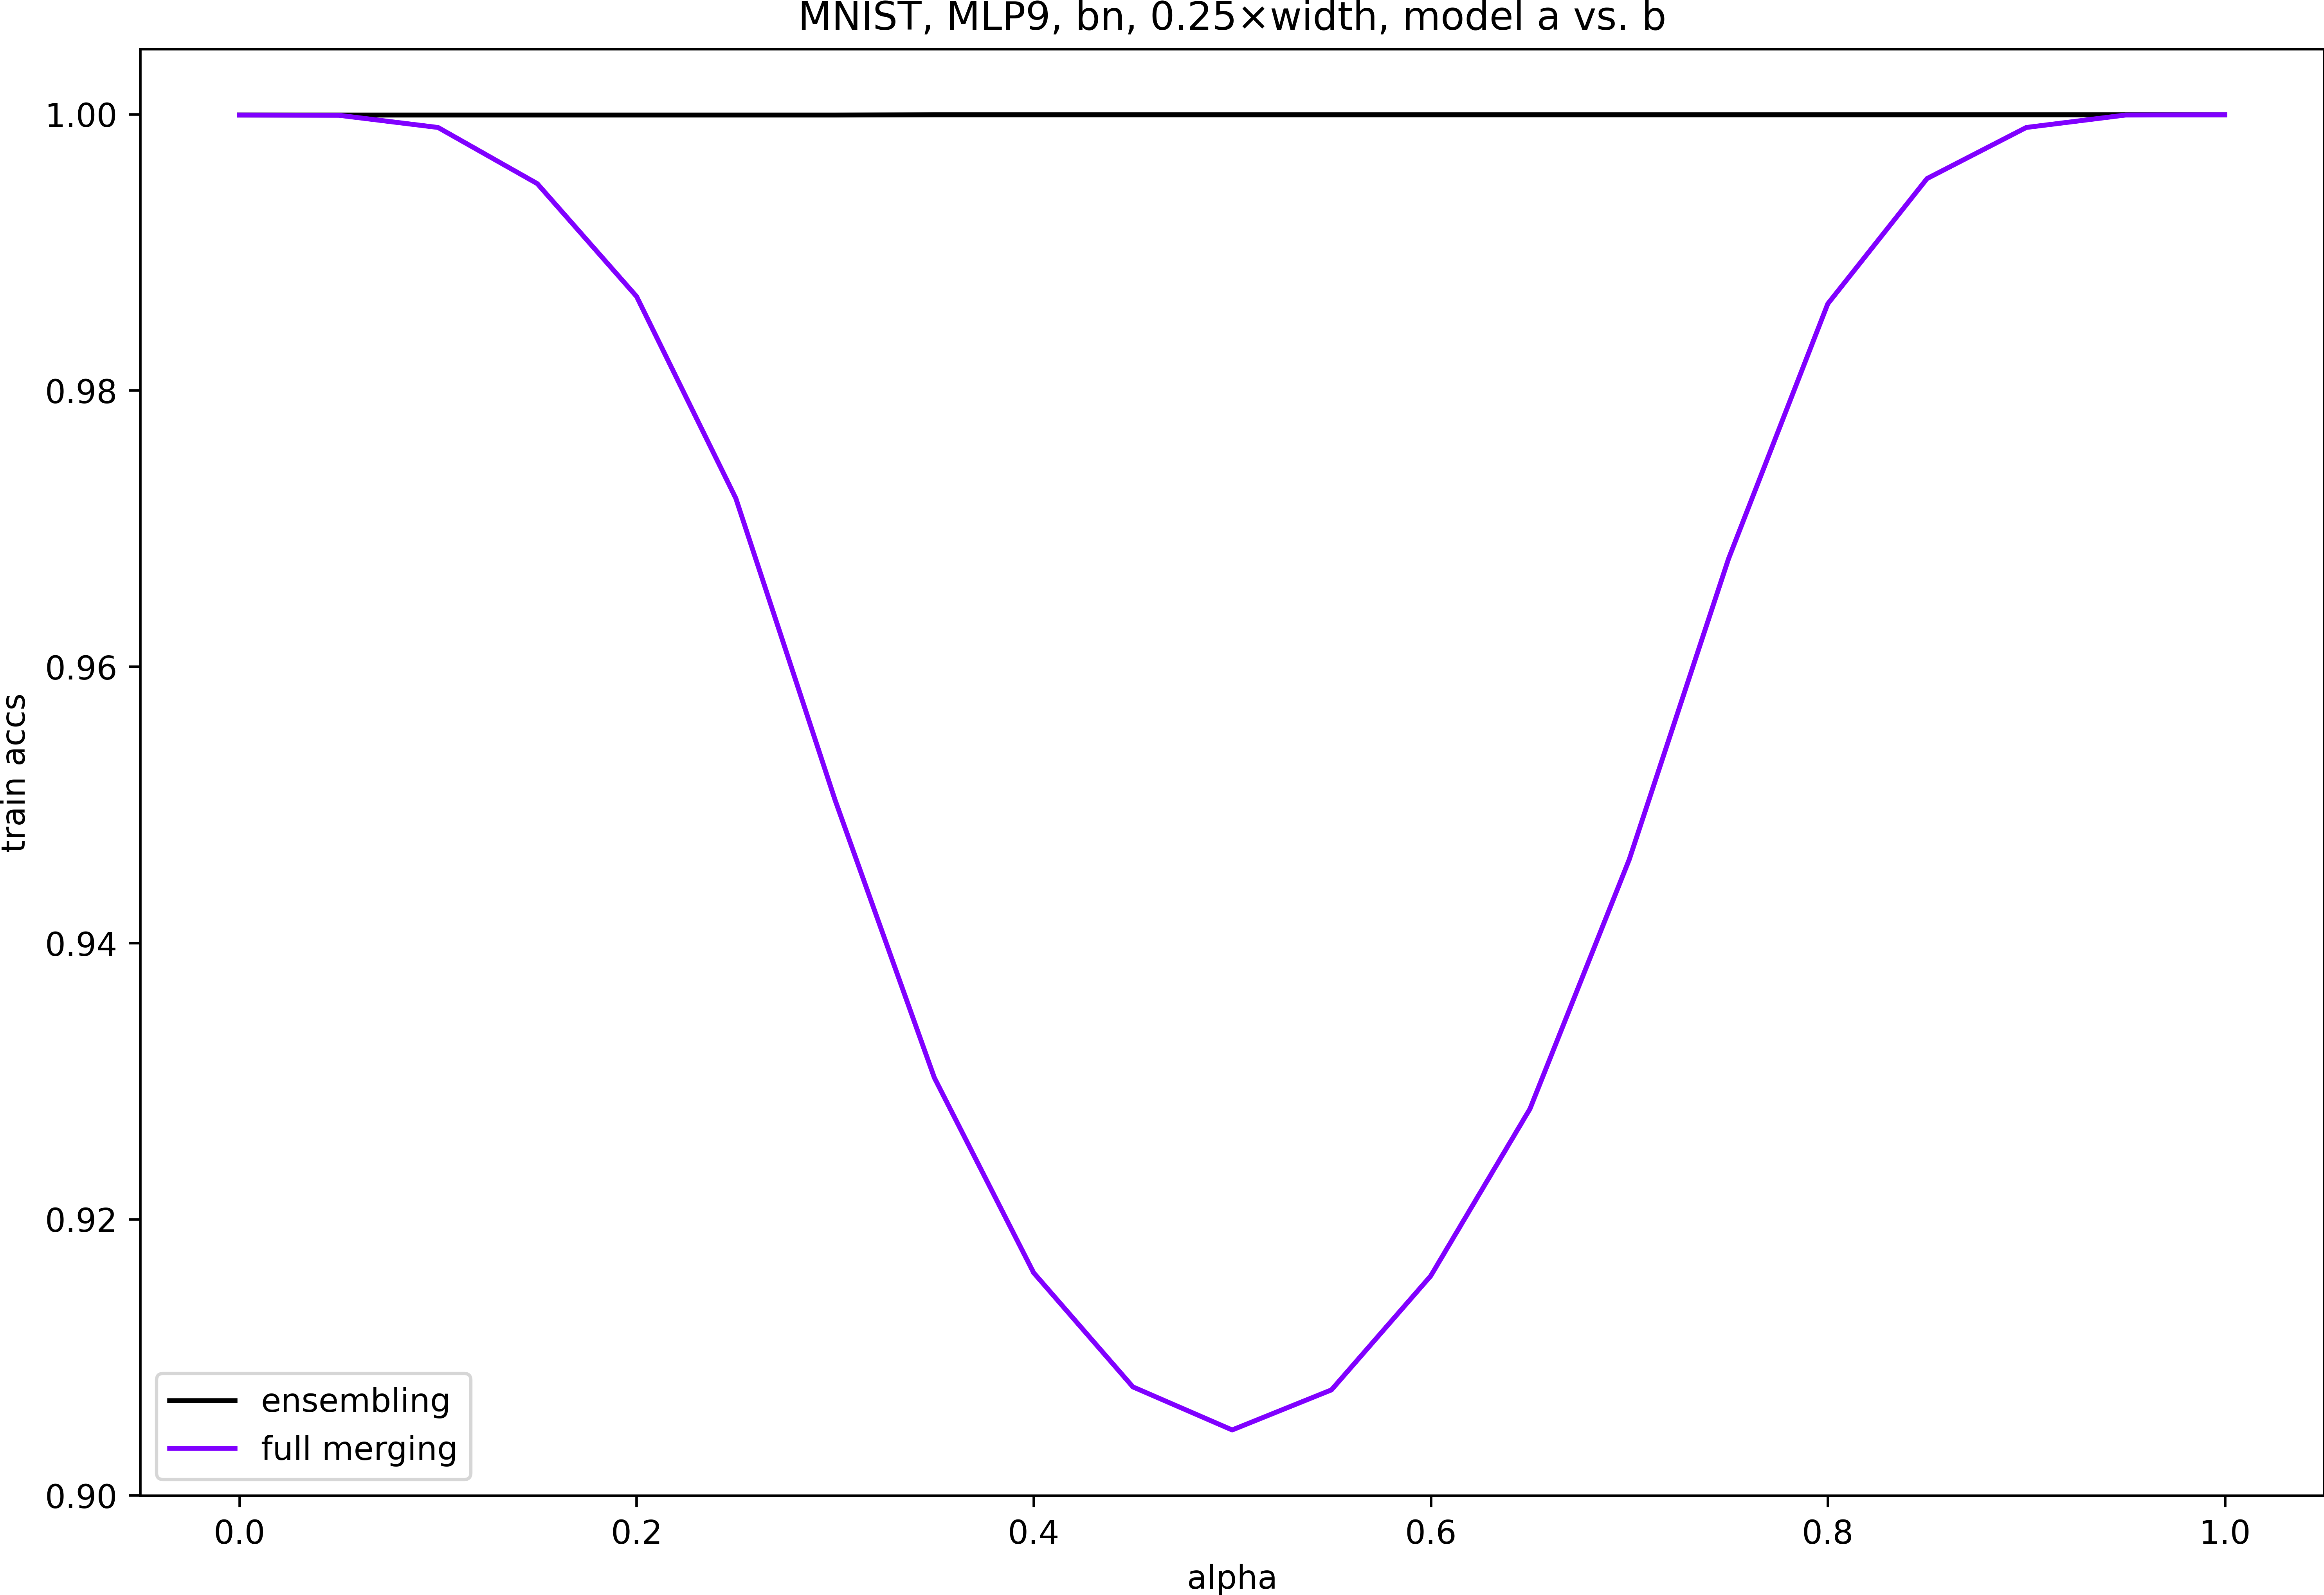 MNIST, MLP9, bn, 0.25×width, model a vs. b
1.00
0.98
0.96
0.94
0.92
0.90
train accs
ensembling
full merging
0.0
0.2
0.4
0.6
0.8
1.0
alpha